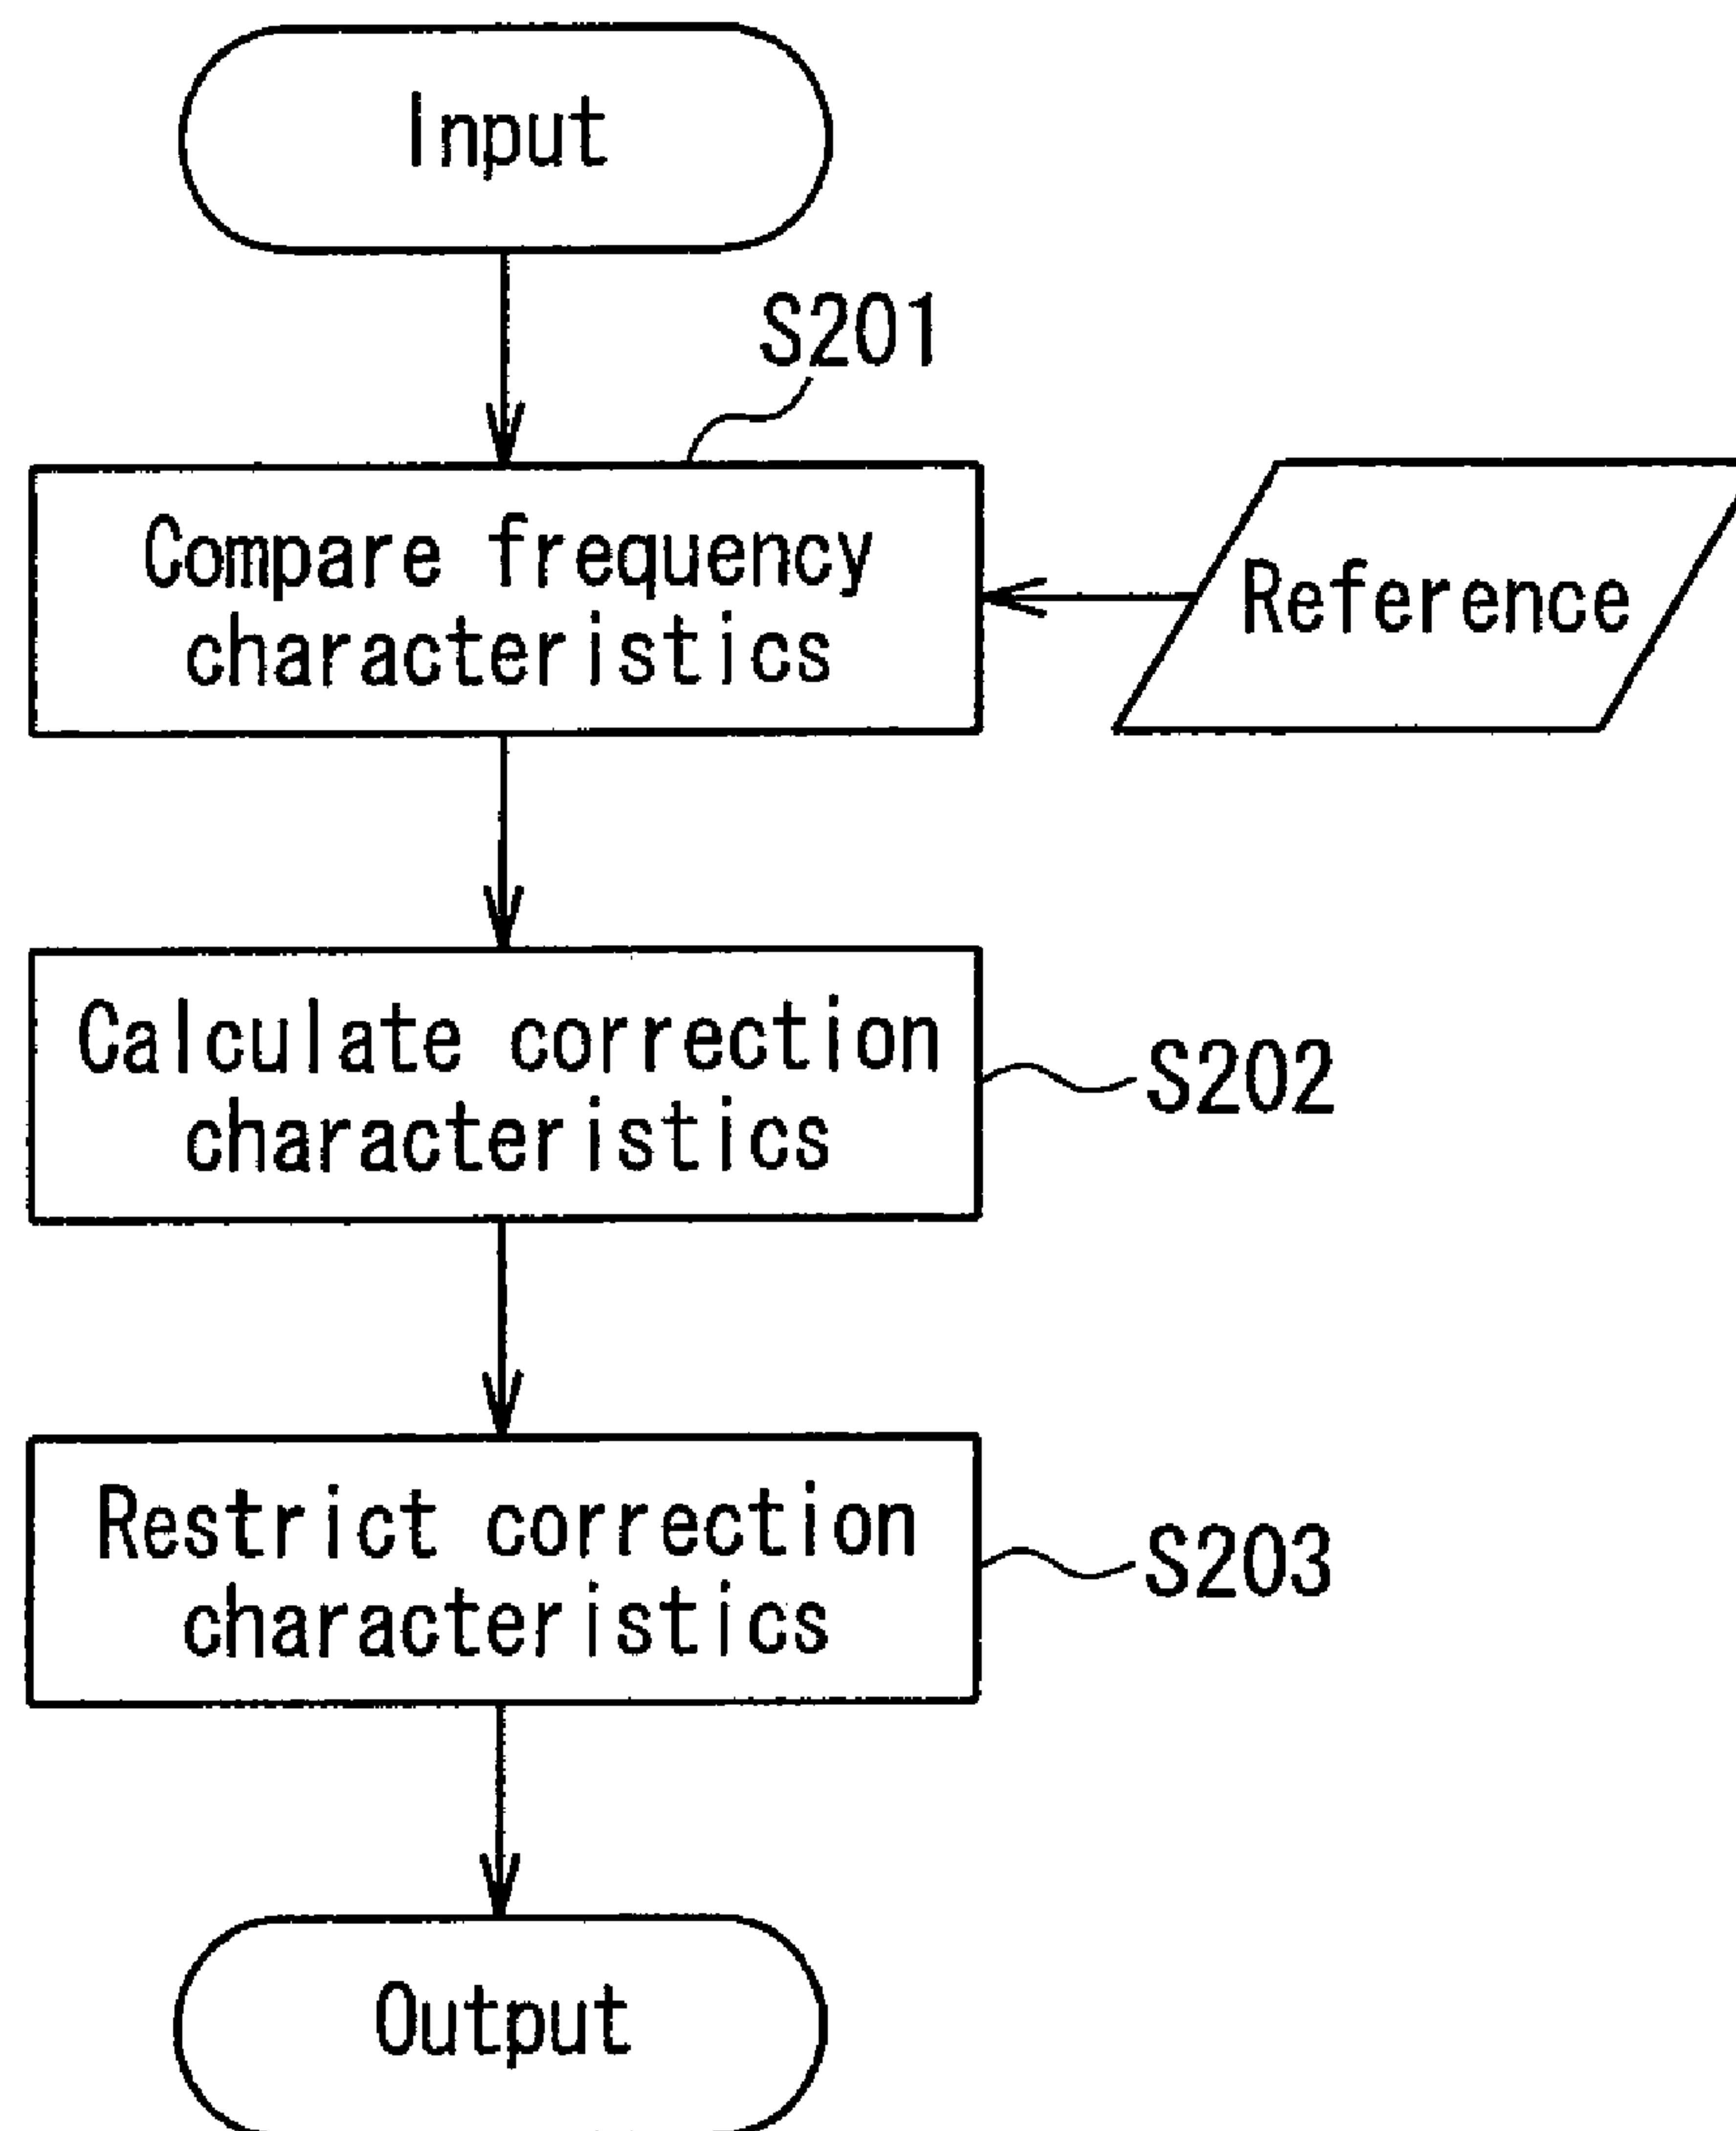 Input
S201
Compare frequency
characteristics
Reference
Calculate correction
characteristics
S202
Restrict correction
characteristics
S203
Output